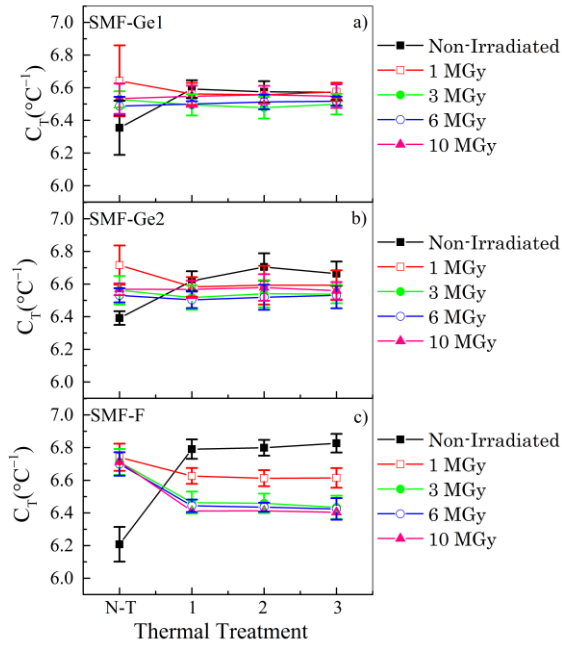 SMF-Ge1
a)
7.0
6.8
6.6
6.4
6.2
6.0
C_T(°C⁻¹)
Non-Irradiated
1 MGy
3 MGy
6 MGy
10 MGy
SMF-Ge2
b)
7.0
6.8
6.6
6.4
6.2
6.0
C_T(°C⁻¹)
Non-Irradiated
1 MGy
3 MGy
6 MGy
10 MGy
SMF-F
c)
7.0
6.8
6.6
6.4
6.2
6.0
C_T(°C⁻¹)
Non-Irradiated
1 MGy
3 MGy
6 MGy
10 MGy
N-T 1 2 3
Thermal Treatment